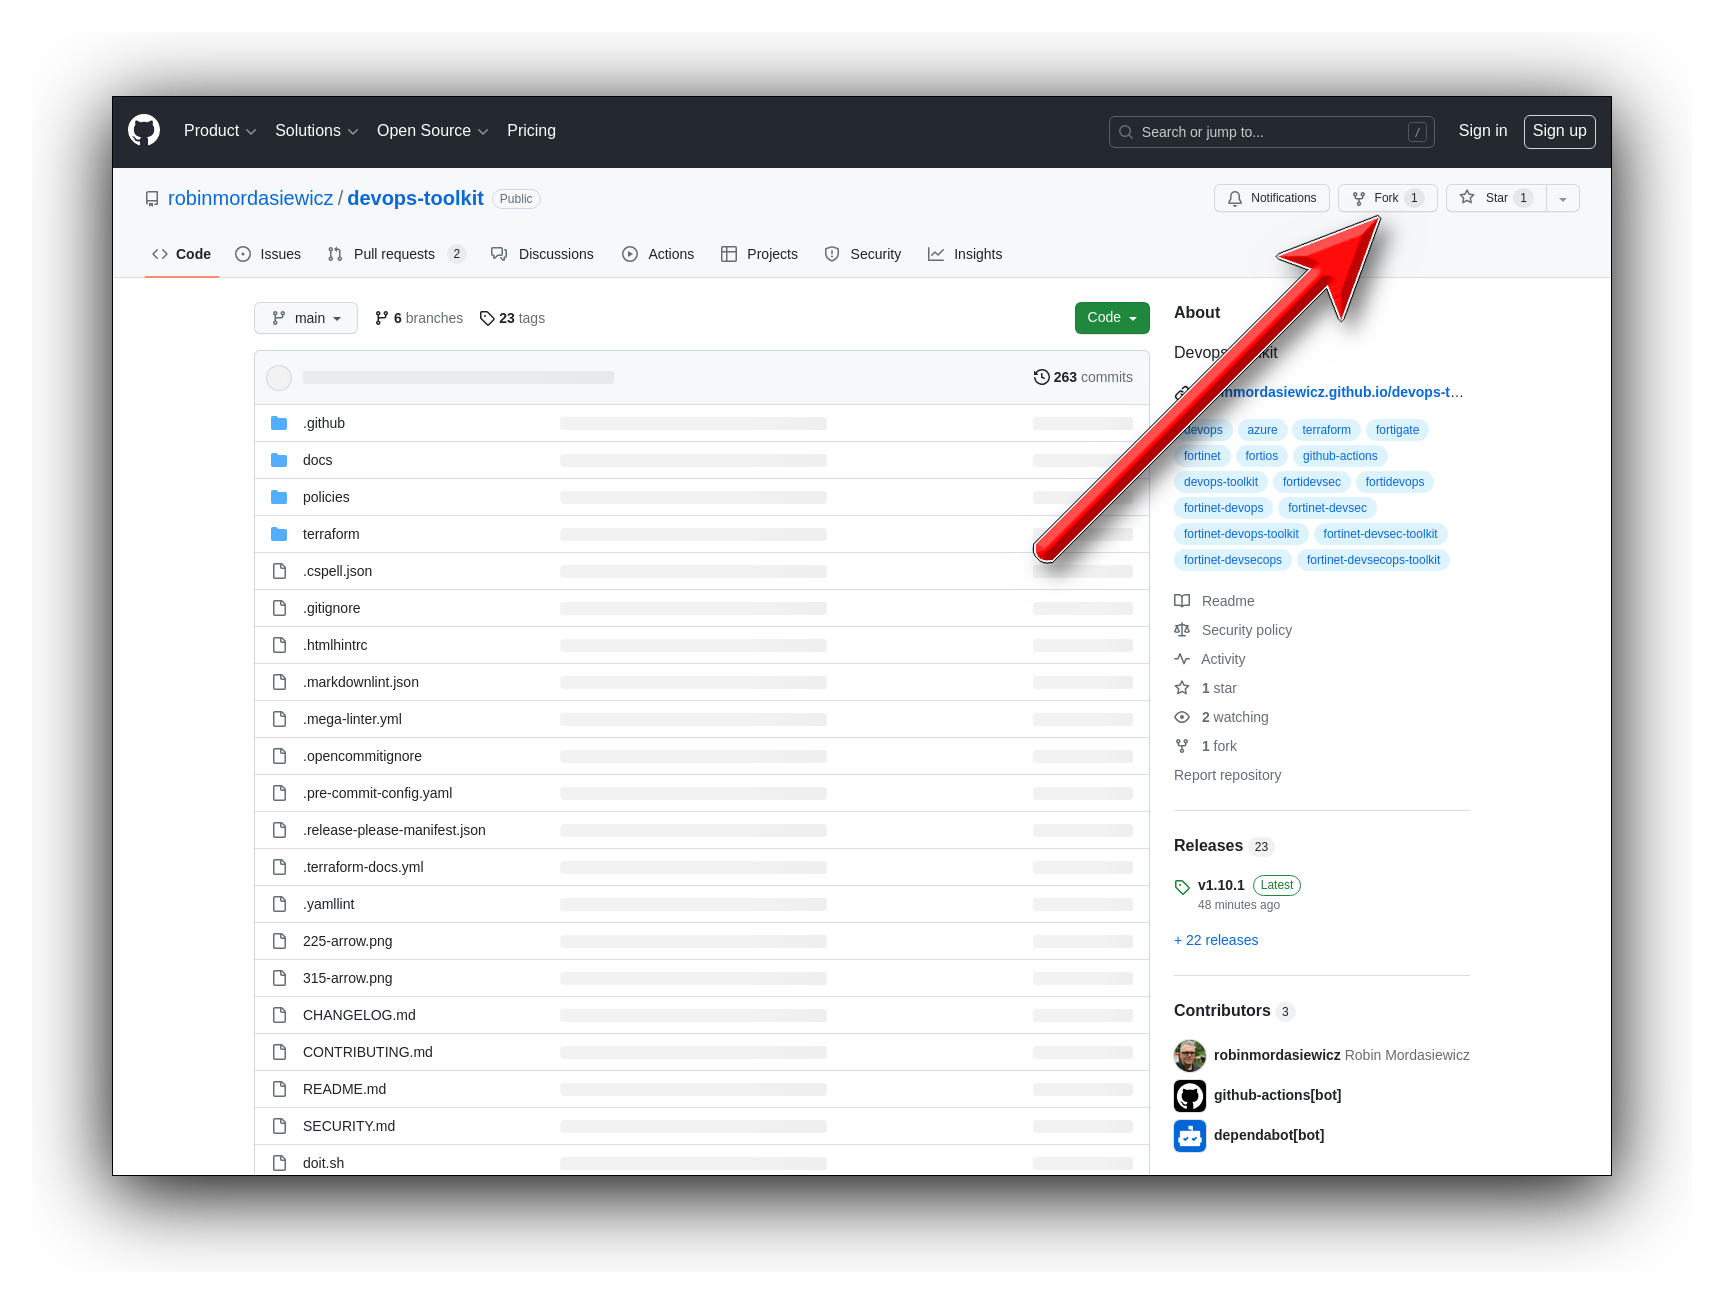 Product Solutions Open Source Pricing Search or jump to... / Sign in Sign up
robinmordasiewicz / devops-toolkit Public Notifications Fork 1 Star 1
Code Issues Pull requests 2 Discussions Actions Projects Security Insights
main 6 branches 23 tags Code
263 commits
.github
docs
policies
terraform
.cspell.json
.gitignore
.htmlhintrc
.markdownlint.json
.mega-linter.yml
.opencommitignore
.pre-commit-config.yaml
.release-please-manifest.json
.terraform-docs.yml
.yamllint
225-arrow.png
315-arrow.png
CHANGELOG.md
CONTRIBUTING.md
README.md
SECURITY.md
doit.sh
About
Devops
nmordasiewicz.github.io/devops-t...
devops azure terraform fortigate
fortinet fortios github-actions
devops-toolkit fortidevsec fortidevops
fortinet-devops fortinet-devsec
fortinet-devops-toolkit fortinet-devsec-toolkit
fortinet-devsecops fortinet-devsecops-toolkit
Readme
Security policy
Activity
1 star
2 watching
1 fork
Report repository
Releases 23
v1.10.1 Latest
48 minutes ago
+ 22 releases
Contributors 3
robinmordasiewicz Robin Mordasiewicz
github-actions[bot]
dependabot[bot]